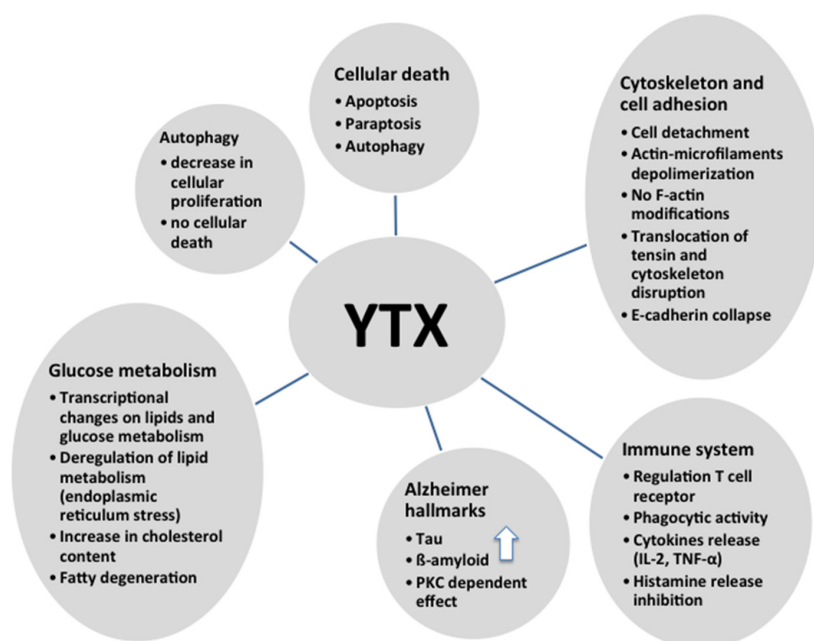 Cellular death
• Apoptosis
• Paraptosis
• Autophagy
Cytoskeleton and
cell adhesion
• Cell detachment
• Actin-microfilaments
depolimerization
• No F-actin
modifications
• Translocation of
tensin and
cytoskeleton
disruption
• E-cadherin collapse
Autophagy
• decrease in
cellular
proliferation
• no cellular
death
YTX
Glucose metabolism
• Transcriptional
changes on lipids and
glucose metabolism
• Deregulation of lipid
metabolism
(endoplasmic
reticulum stress)
• Increase in cholesterol
content
• Fatty degeneration
Alzheimer
hallmarks
• Tau
• ß-amyloid
• PKC dependent
effect
Immune system
• Regulation T cell
receptor
• Phagocytic activity
• Cytokines release
(IL-2, TNF-α)
• Histamine release
inhibition